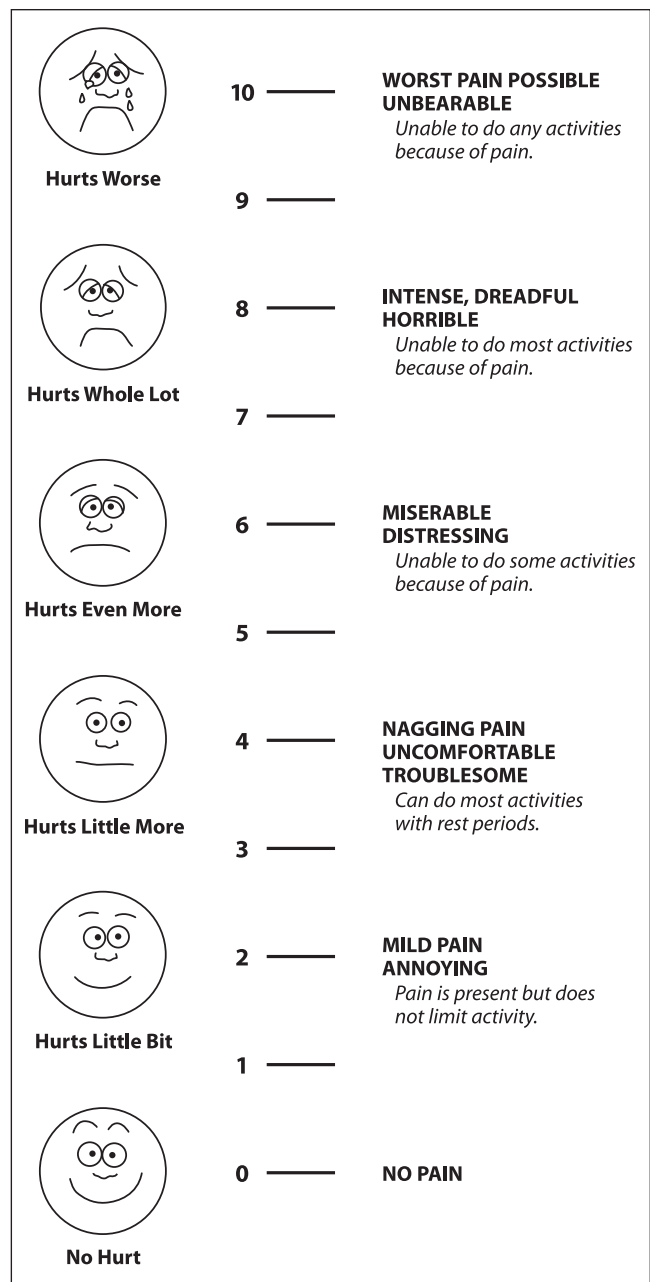 10
WORST PAIN POSSIBLE
UNBEARABLE
Unable to do any activities
because of pain.
Hurts Worse
9
8
INTENSE, DREADFUL
HORRIBLE
Unable to do most activities
because of pain.
Hurts Whole Lot
7
6
MISERABLE
DISTRESSING
Unable to do some activities
because of pain.
Hurts Even More
5
4
NAGGING PAIN
UNCOMFORTABLE
TROUBLESOME
Can do most activities
with rest periods.
Hurts Little More
3
2
MILD PAIN
ANNOYING
Pain is present but does
not limit activity.
Hurts Little Bit
1
0
NO PAIN
No Hurt